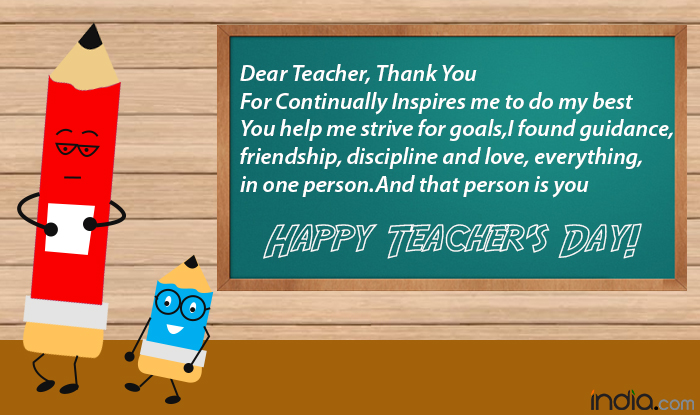 Dear Teacher, Thank You
For Continually Inspires me to do my best
You help me strive for goals,I found guidance,
friendship, discipline and love, everything,
in one person.And that person is you
HAPPY TEACHER'S DAY!
india.com